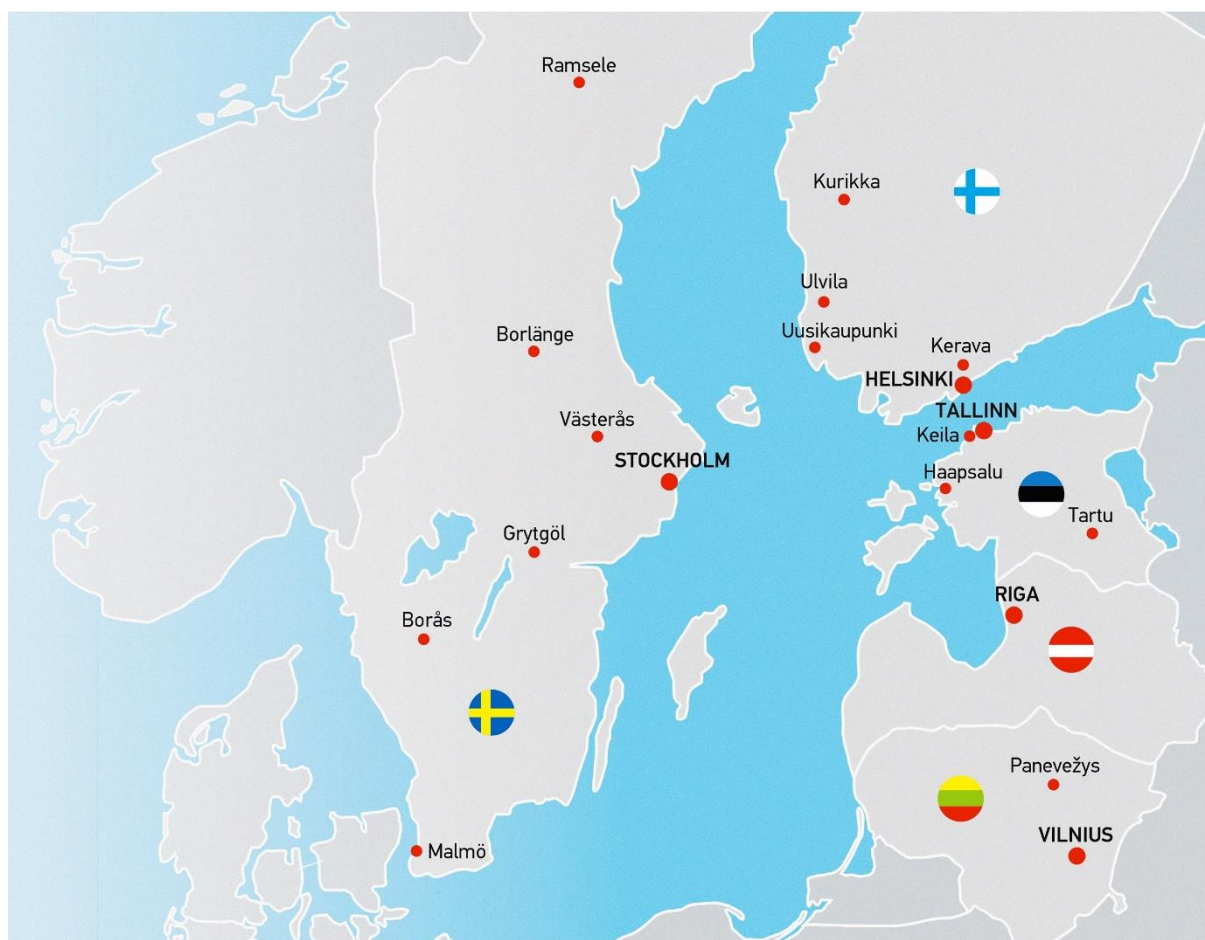 Ramsele
Kurikka
Ulvila
Uusikaupunki
Borlänge
Kerava
HELSINKI
TALLINN
Västerås
Keila
STOCKHOLM
Haapsalu
Tartu
Grytgöl
RIGA
Borås
Panevežys
VILNIUS
Malmö